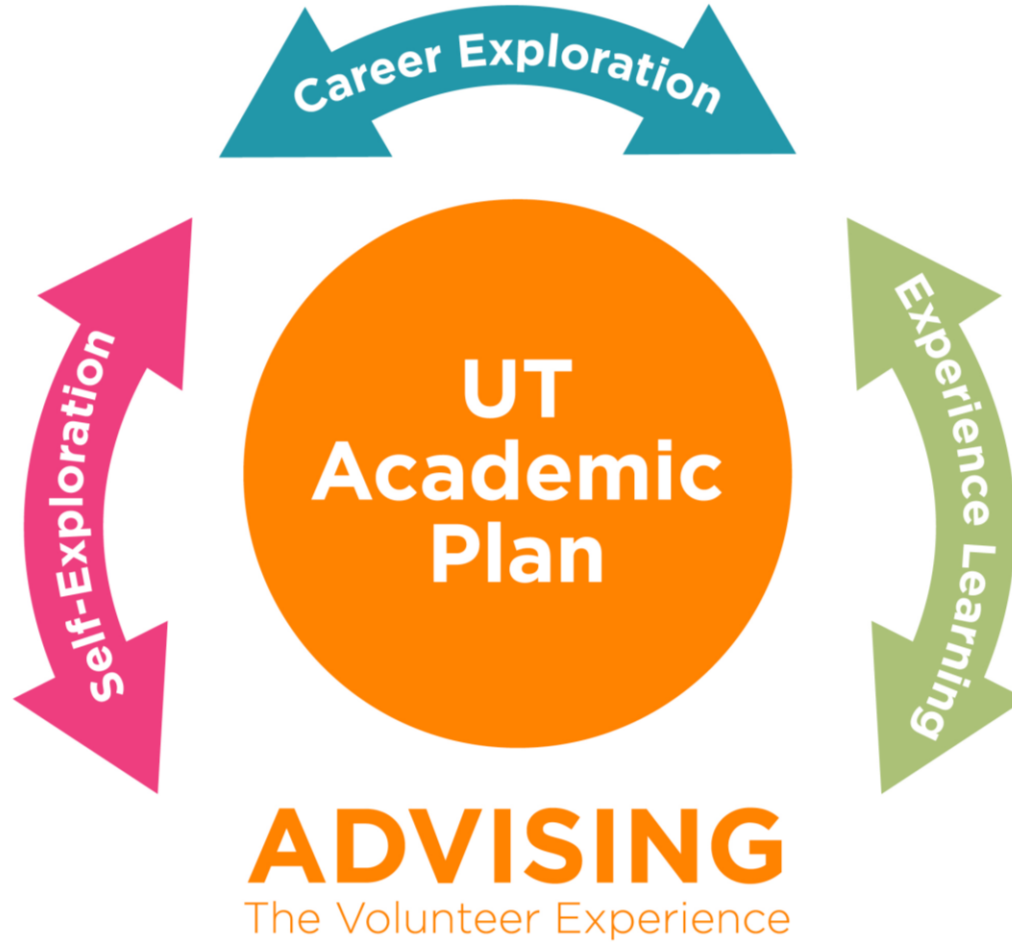 Career Exploration
Self-Exploration
UT
Academic
Plan
Experience Learning
ADVISING
The Volunteer Experience